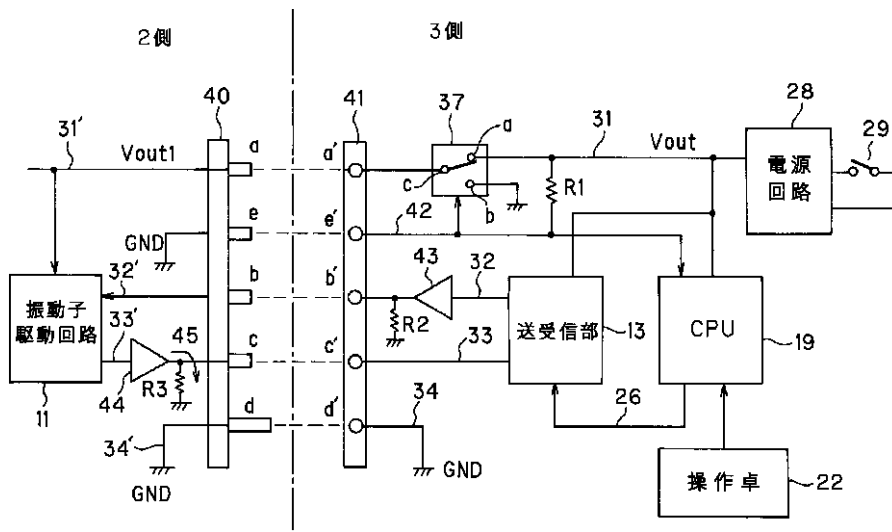 2側
3側
40
41
37
28
29
31'
Vout1
a
a'
c
a
b
31
Vout
R1
電源
回路
GND
e
e'
42
32'
b
b'
43
32
R2
振動子
駆動回路
33'
45
c
c'
33
送受信部
13
CPU
19
11
44
R3
d
d'
34
26
34'
GND
GND
操作卓
22